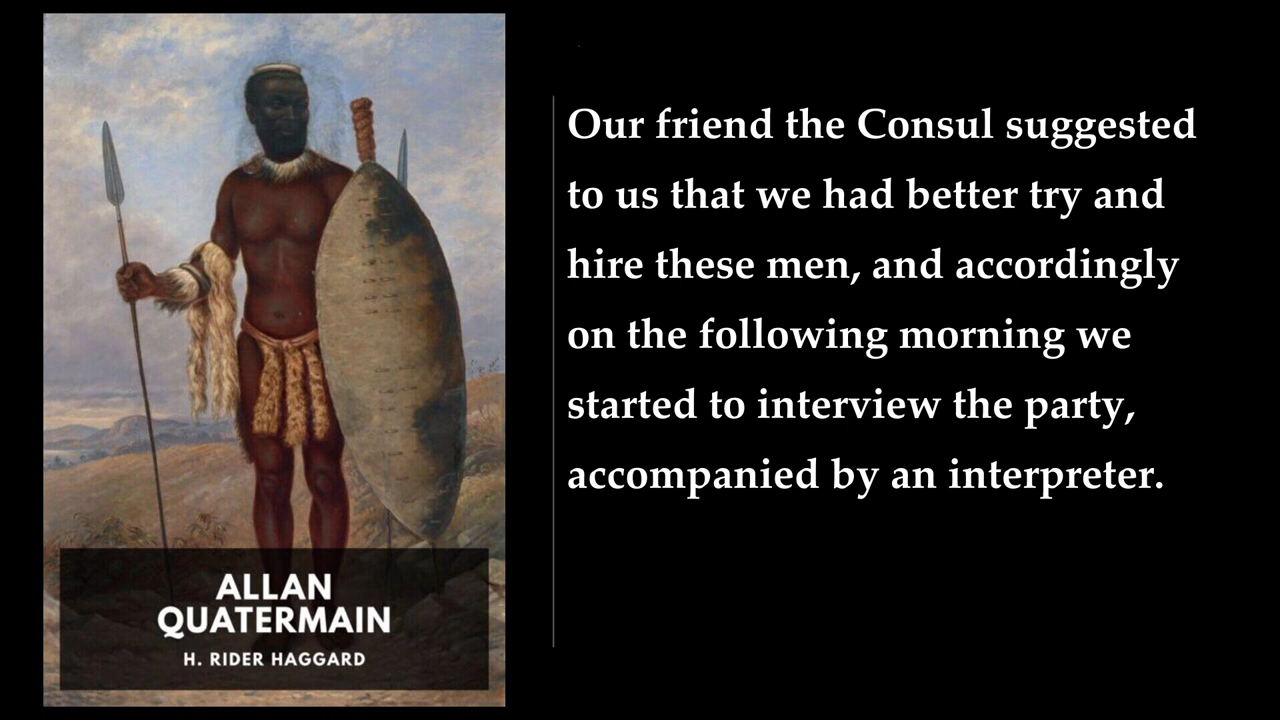 ALLAN
QUATERMAIN
H. RIDER HAGGARD
Our friend the Consul suggested
to us that we had better try and
hire these men, and accordingly
on the following morning we
started to interview the party,
accompanied by an interpreter.